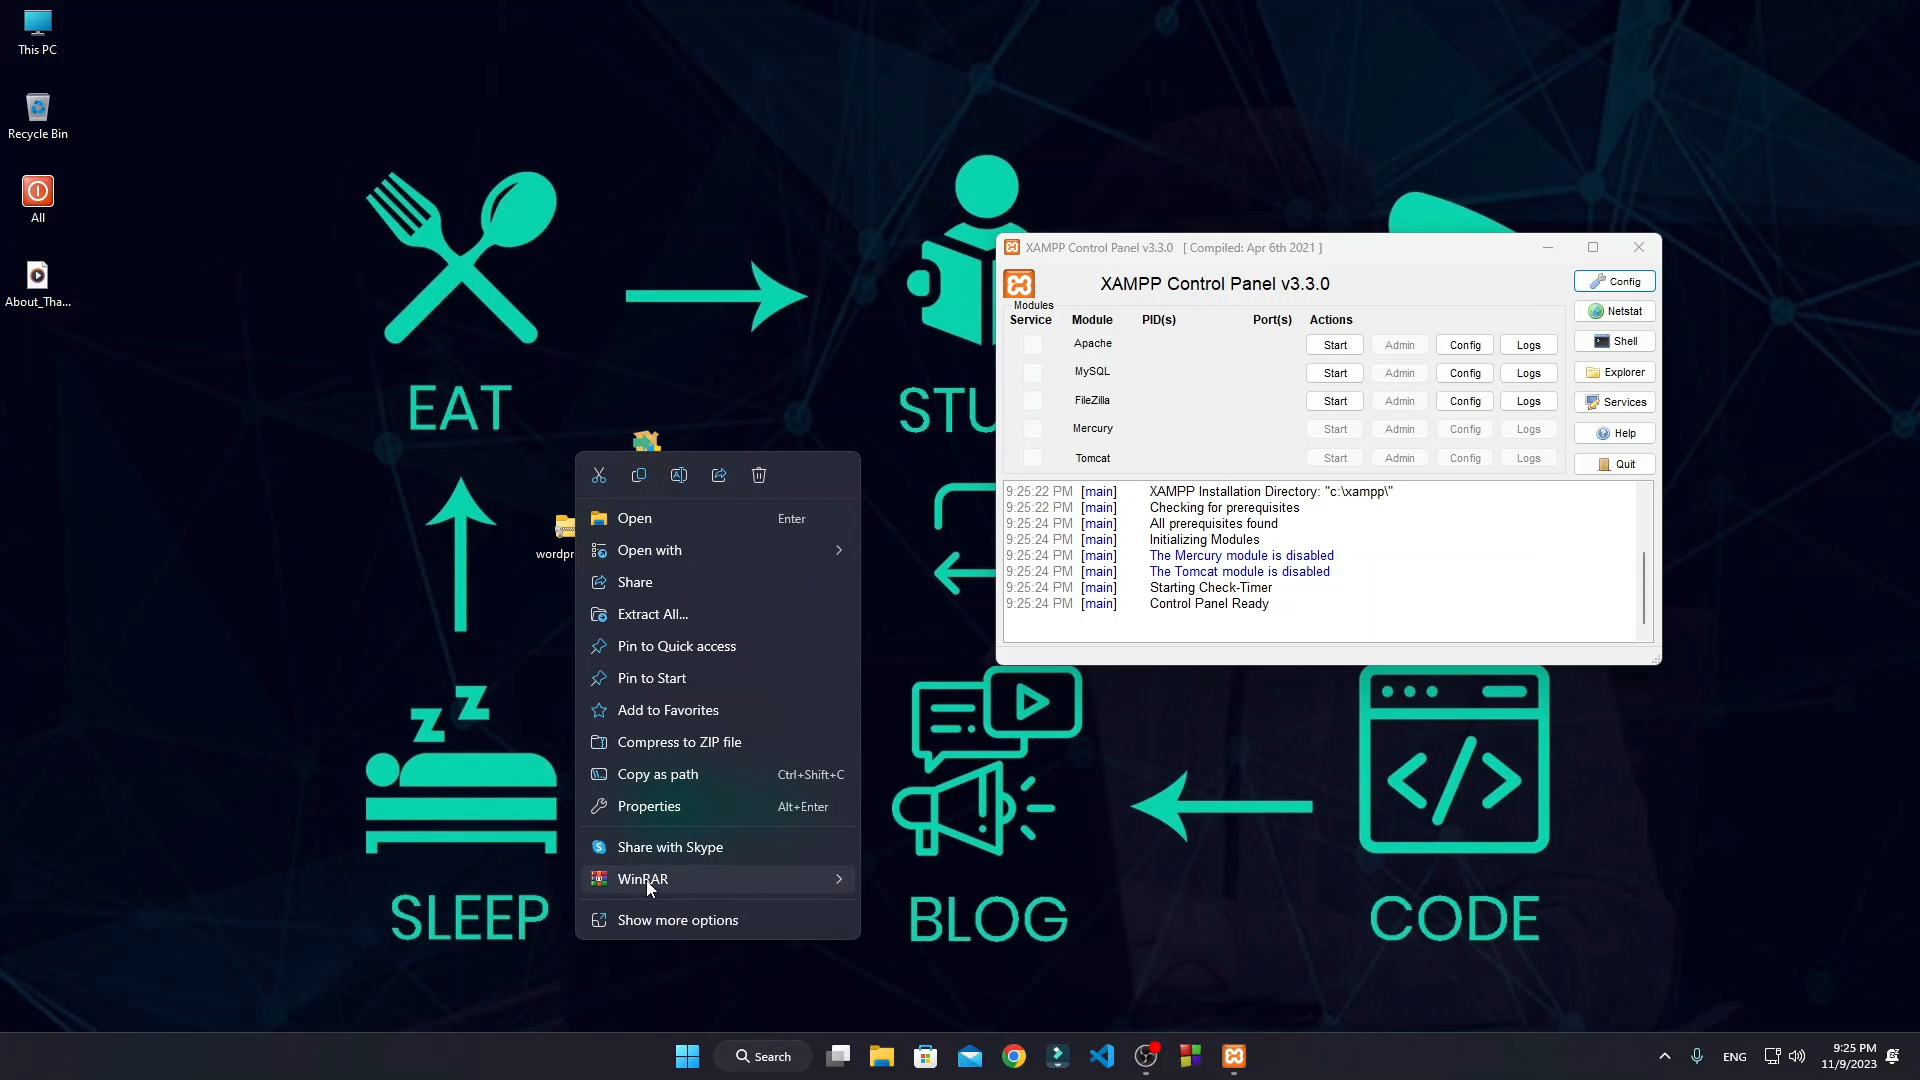 This PC
Recycle Bin
All
About_Tha...
EAT
STU
SLEEP
BLOG
CODE
wordpr
Open Enter
Open with
Share
Extract All...
Pin to Quick access
Pin to Start
Add to Favorites
Compress to ZIP file
Copy as path Ctrl+Shift+C
Properties Alt+Enter
Share with Skype
WinRAR
Show more options
XAMPP Control Panel v3.3.0 [ Compiled: Apr 6th 2021 ]
XAMPP Control Panel v3.3.0
Config
Modules
Service Module PID(s) Port(s) Actions
Netstat
Apache Start Admin Config Logs
Shell
MySQL Start Admin Config Logs
Explorer
FileZilla Start Admin Config Logs
Services
Mercury Start Admin Config Logs
Help
Tomcat Start Admin Config Logs
Quit
9:25:22 PM [main] XAMPP Installation Directory: "c:\xampp\"
9:25:22 PM [main] Checking for prerequisites
9:25:24 PM [main] All prerequisites found
9:25:24 PM [main] Initializing Modules
9:25:24 PM [main] The Mercury module is disabled
9:25:24 PM [main] The Tomcat module is disabled
9:25:24 PM [main] Starting Check-Timer
9:25:24 PM [main] Control Panel Ready
Search
ENG
9:25 PM
11/9/2023